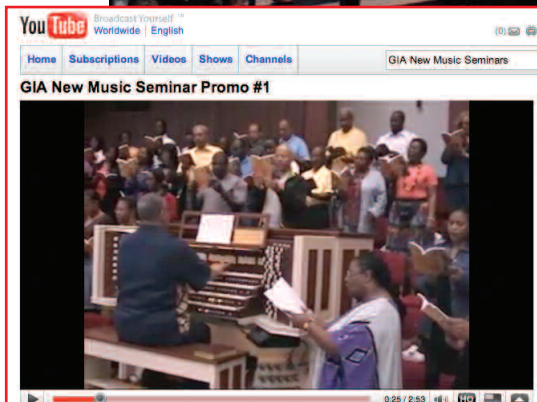 YouTube
Broadcast Yourself ™
Worldwide | English
(0)
Home Subscriptions Videos Shows Channels
GIA New Music Seminars
GIA New Music Seminar Promo #1
0:25 / 2:53
HQ